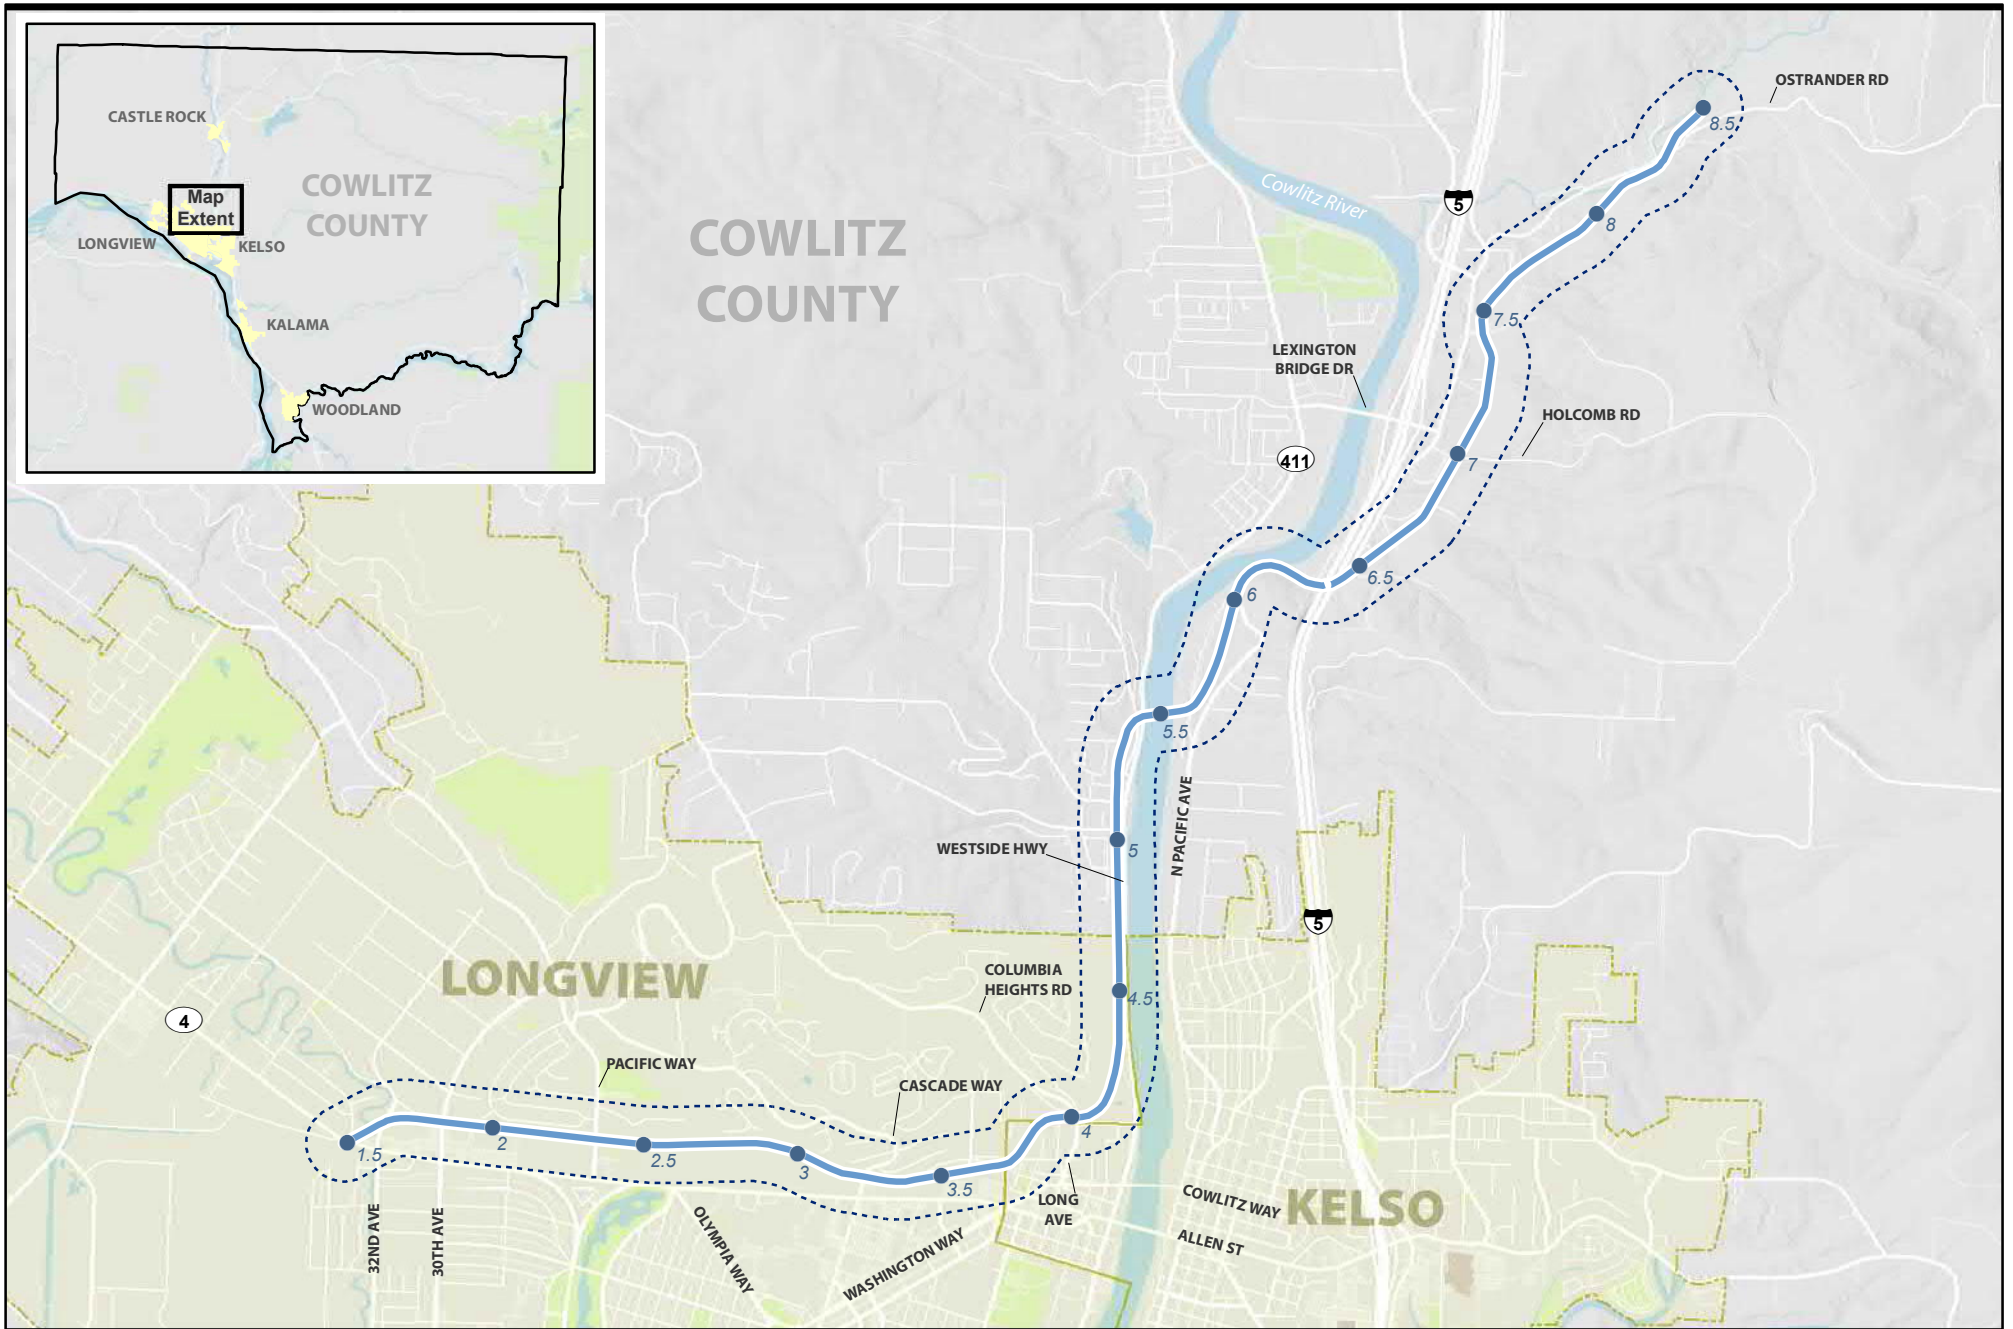 CASTLE ROCK
COWLITZ
COUNTY
Map
Extent
LONGVIEW
KELSO
KALAMA
WOODLAND
OSTRANDER RD
8.5
Cowlitz River
5
8
COWLITZ
COUNTY
7.5
LEXINGTON
BRIDGE DR
HOLCOMB RD
411
7
6.5
6
5.5
N PACIFIC AVE
WESTSIDE HWY
5
5
LONGVIEW
COLUMBIA
HEIGHTS RD
4.5
4
PACIFIC WAY
CASCADE WAY
1.5
2
2.5
3
3.5
4
LONG
AVE
COWLITZ WAY
KELSO
ALLEN ST
32ND AVE
30TH AVE
OLYMPIA WAY
WASHINGTON WAY